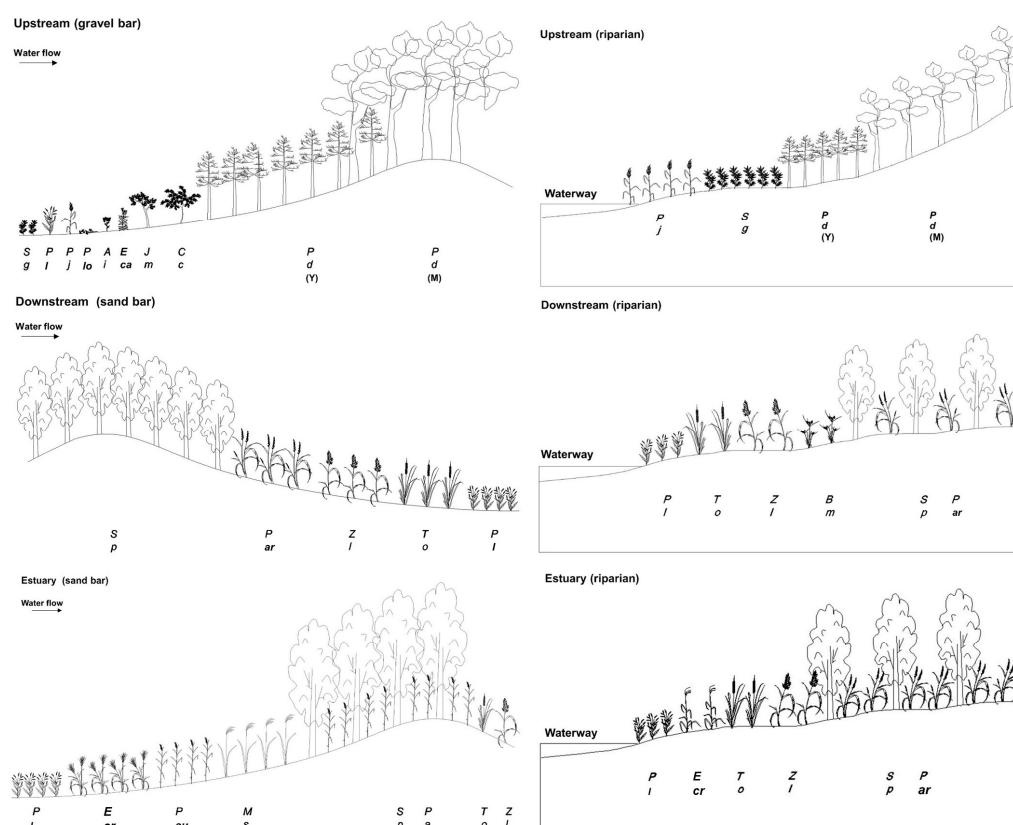 Upstream (gravel bar)
Water flow
S P P P A E J C P P
g l j lo i ca m c d d
(Y) (M)
Upstream (riparian)
Waterway
P S P P
j g d d
(Y) (M)
Downstream (sand bar)
Water flow
S P Z T P
p ar l o l
Downstream (riparian)
Waterway
P T Z B S P
l o l m p ar
Estuary (sand bar)
Water flow
P E P M S P T Z
Estuary (riparian)
Waterway
P E T Z S P
l cr o l p ar